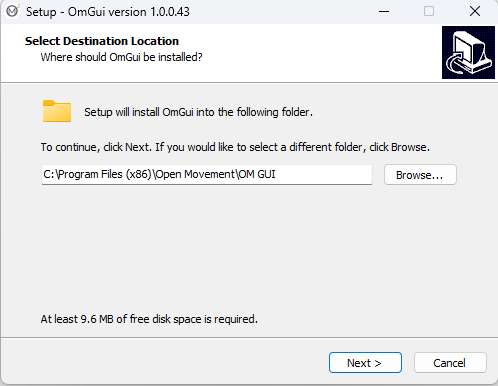 Setup - OmGui version 1.0.0.43
Select Destination Location
Where should OmGui be installed?
Setup will install OmGui into the following folder.
To continue, click Next. If you would like to select a different folder, click Browse.
C:\Program Files (x86)\Open Movement\OM GUI
Browse...
At least 9.6 MB of free disk space is required.
Next >
Cancel